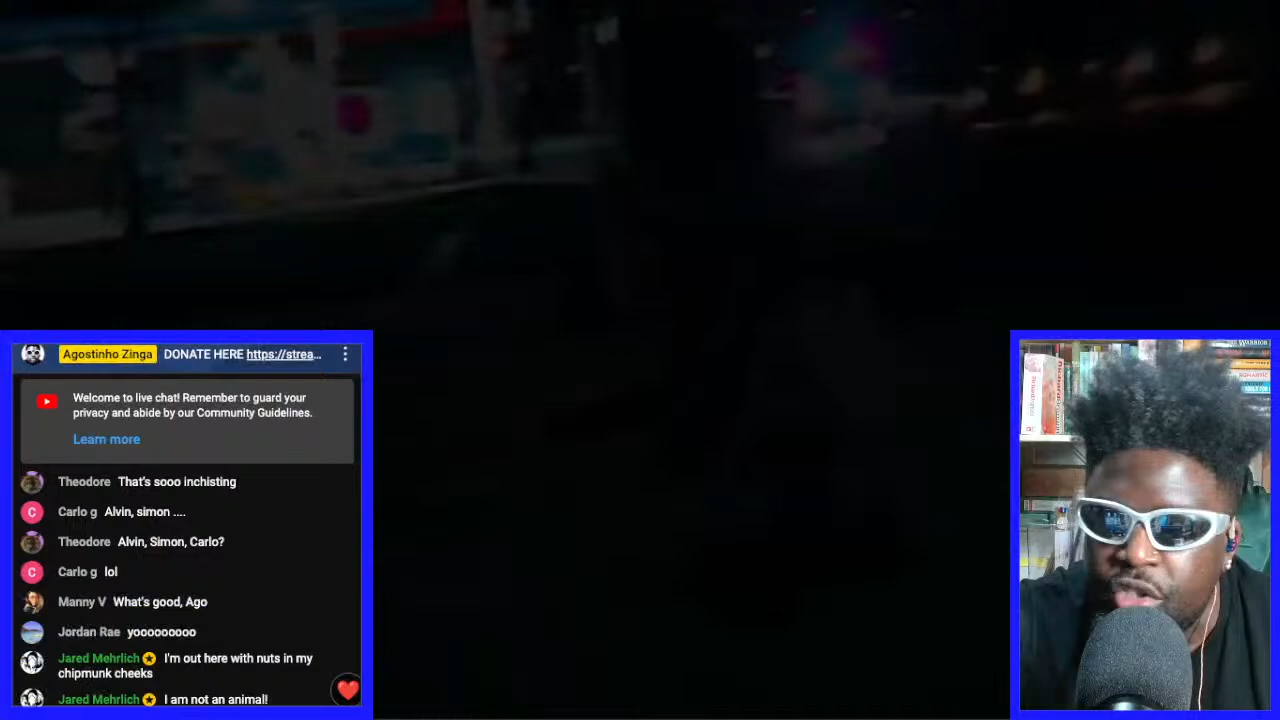 Agostinho Zinga DONATE HERE https://strea...
Welcome to live chat! Remember to guard your
privacy and abide by our Community Guidelines.
Learn more
Theodore That's sooo inchisting
Carlo g Alvin, simon ....
Theodore Alvin, Simon, Carlo?
Carlo g lol
Manny V What's good, Ago
Jordan Rae yooooooooo
Jared Mehrlich I'm out here with nuts in my
chipmunk cheeks
Jared Mehrlich I am not an animal!
C
C
WARRIOR